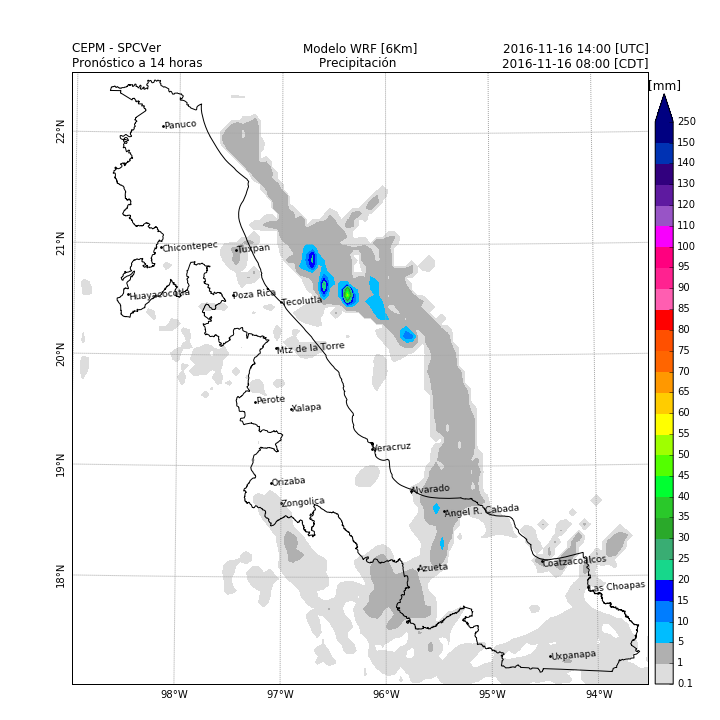 CEPM - SPCVer Modelo WRF [6Km] 2016-11-16 14:00 [UTC]
Pronóstico a 14 horas Precipitación 2016-11-16 08:00 [CDT]
[mm]
250
150
140
130
120
110
100
95
90
85
80
75
70
65
60
55
50
45
40
35
30
25
20
15
10
5
1
0.1
22°N
21°N
20°N
19°N
18°N
Panuco
Chicontepec
Tuxpan
Huayacocotla
Poza Rica
Tecolutla
Mtz de la Torre
Perote
Xalapa
Veracruz
Orizaba
Zongolica
Alvarado
Angel R. Cabada
Azueta
Coatzacoalcos
Las Choapas
Uxpanapa
98°W 97°W 96°W 95°W 94°W